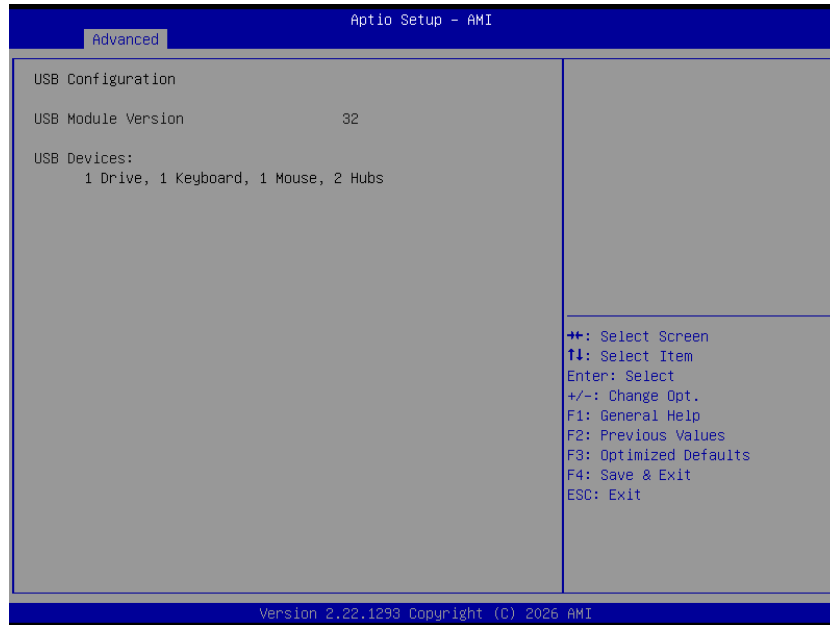 Aptio Setup – AMI
Advanced
USB Configuration
USB Module Version 32
USB Devices:
1 Drive, 1 Keyboard, 1 Mouse, 2 Hubs
→←: Select Screen
↑↓: Select Item
Enter: Select
+/-: Change Opt.
F1: General Help
F2: Previous Values
F3: Optimized Defaults
F4: Save & Exit
ESC: Exit
Version 2.22.1293 Copyright (C) 2026 AMI